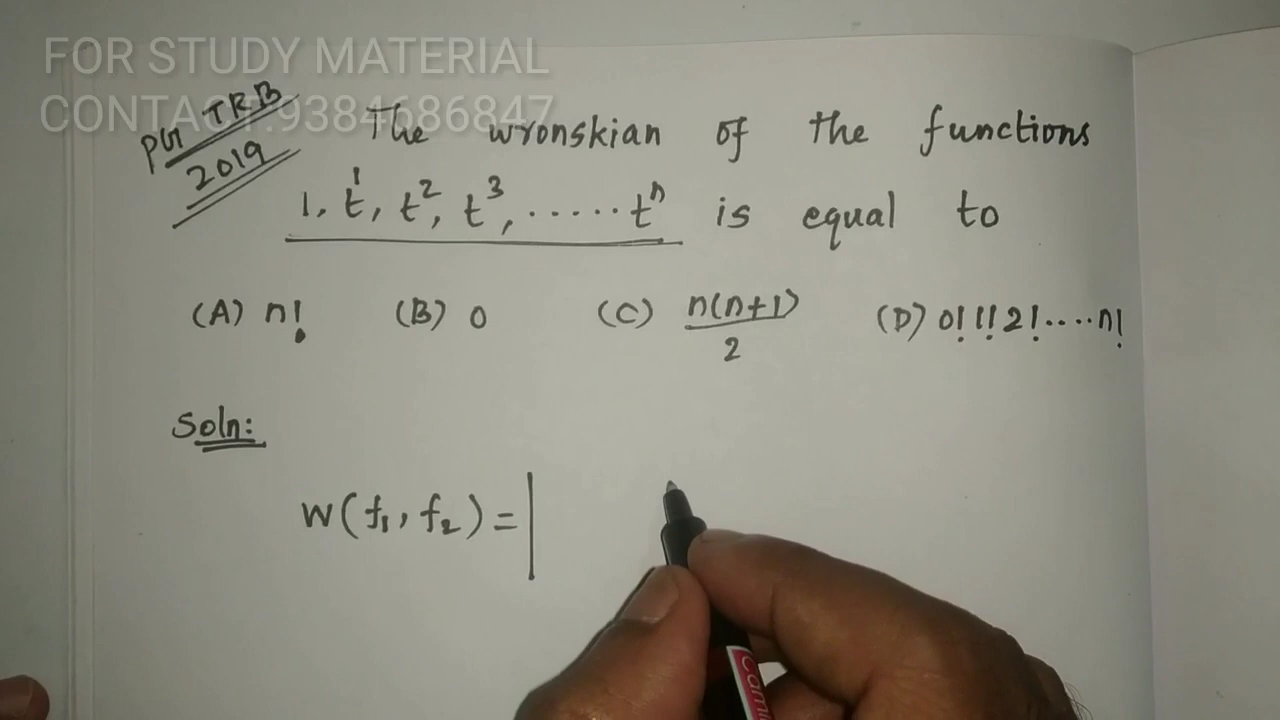 FOR STUDY MATERIAL
CONTACT:9384686847
PG TRB
2019
The wronskian of the functions
1, t¹, t², t³, ..... tⁿ is equal to
(A) n! (B) 0 (C) n(n+1)/2 (D) 0! 1! 2! .... n!
Soln:
W(f₁, f₂) = |